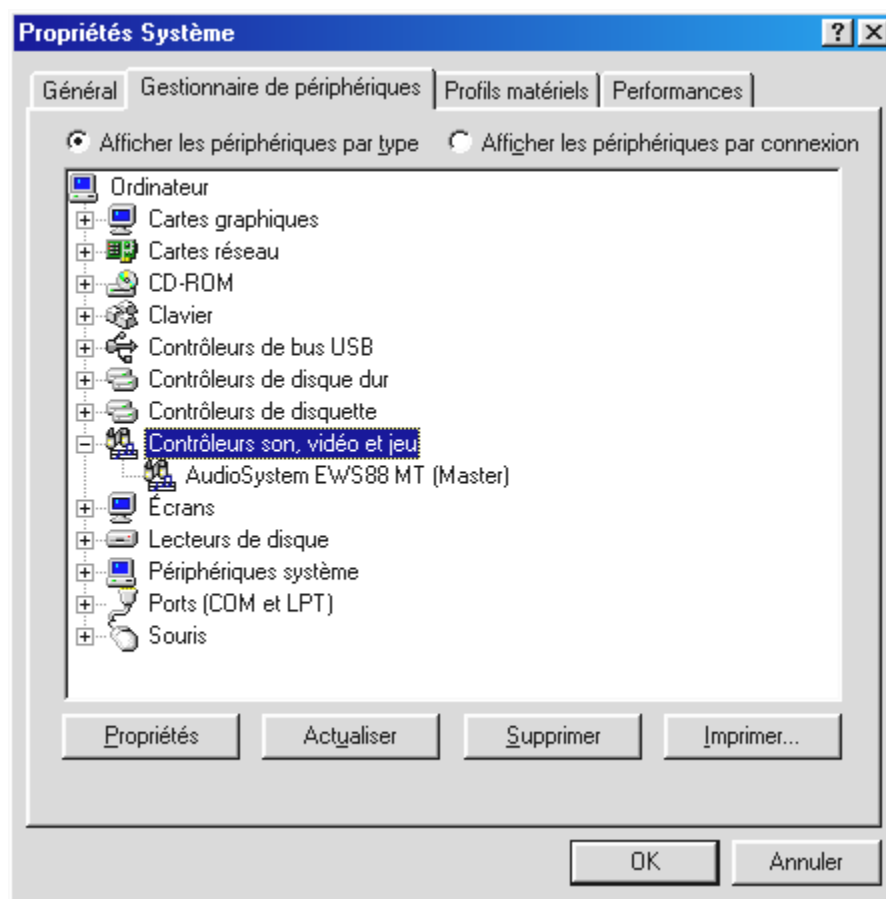 Propriétés Système
Général Gestionnaire de périphériques Profils matériels Performances
Afficher les périphériques par type Afficher les périphériques par connexion
Ordinateur
Cartes graphiques
Cartes réseau
CD-ROM
Clavier
Contrôleurs de bus USB
Contrôleurs de disque dur
Contrôleurs de disquette
Contrôleurs son, vidéo et jeu
AudioSystem EWS88 MT (Master)
Écrans
Lecteurs de disque
Périphériques système
Ports (COM et LPT)
Souris
Propriétés Actualiser Supprimer Imprimer...
OK Annuler